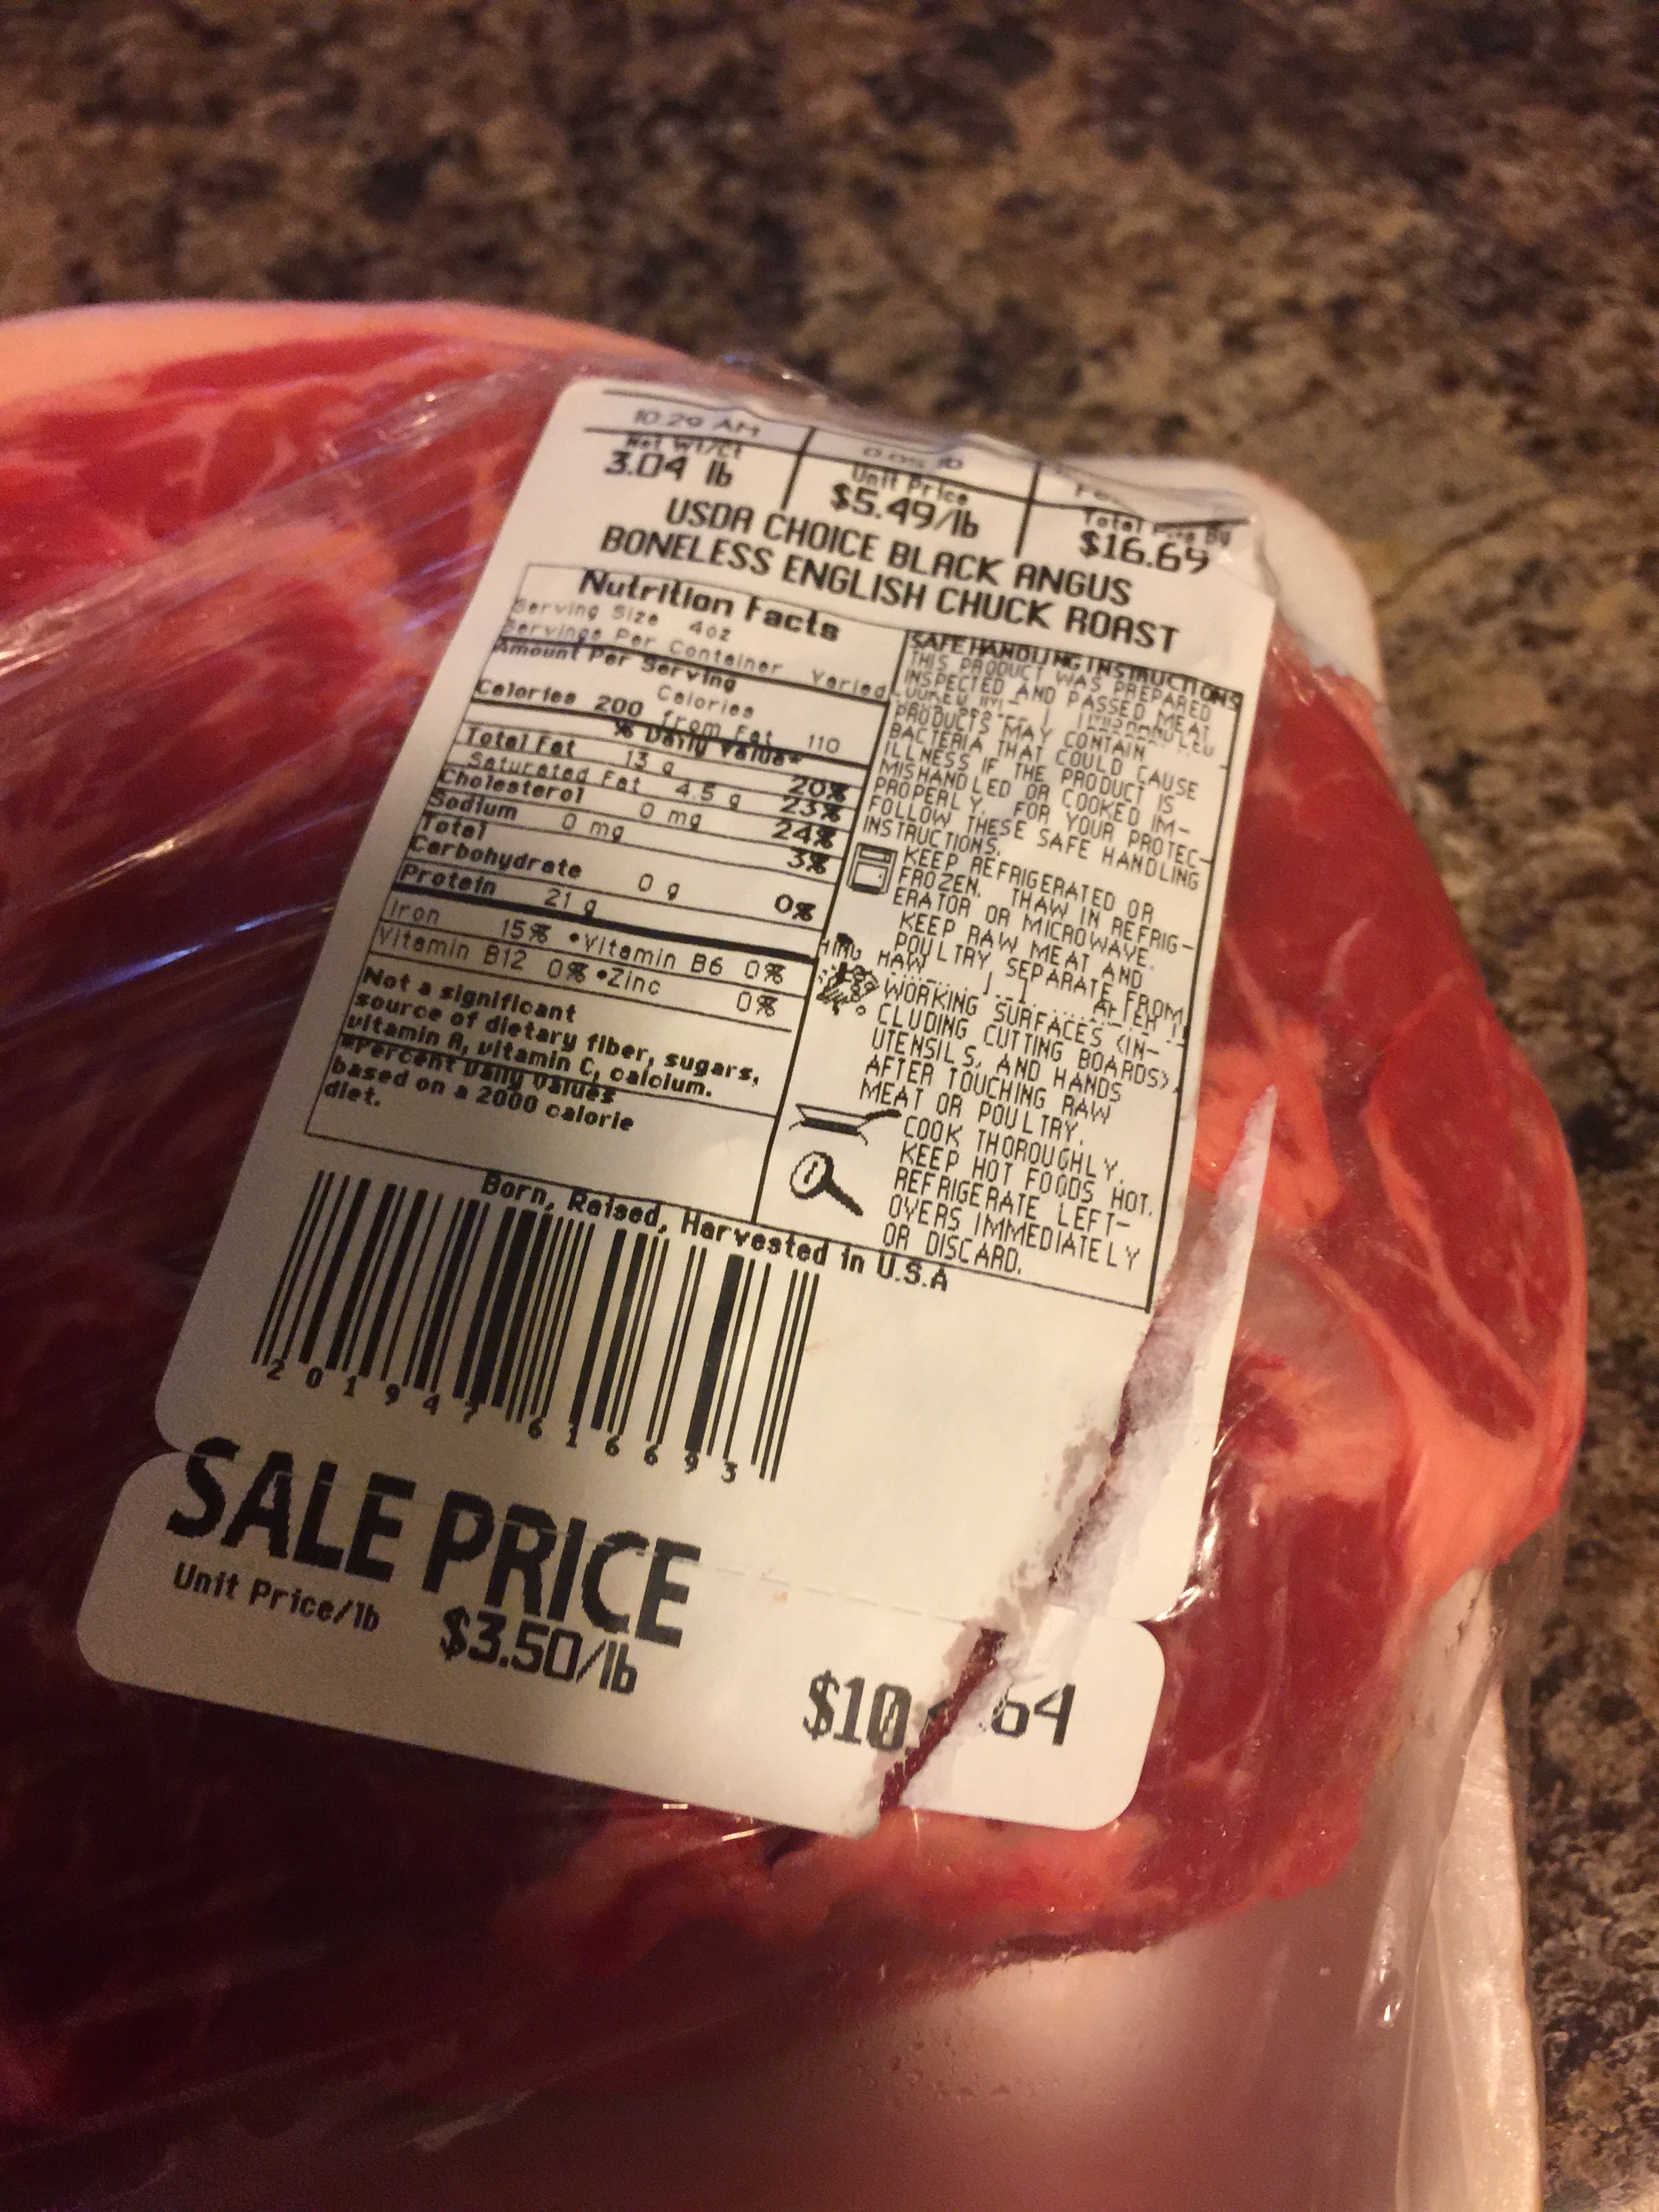 10:29 AM
Net Wt/Ct
3.04 lb
Unit Price
$5.49/lb
Total
$16.69
USDA CHOICE BLACK ANGUS
BONELESS ENGLISH CHUCK ROAST
Nutrition Facts
Serving Size 4oz
Servings Per Container Varied
Amount Per Serving
Calories 200 Calories from Fat 110
% Daily Value*
Total Fat 13 g 20%
Saturated Fat 4.5 g 23%
Cholesterol 0 mg 24%
Sodium 0 mg 3%
Total
Carbohydrate 0 g 0%
Protein 21 g
Iron 15% •Vitamin B6 0%
Vitamin B12 0% •Zinc 0%
Not a significant
source of dietary fiber, sugars,
vitamin A, vitamin C, calcium.
*Percent Daily Values
based on a 2000 calorie
diet.
SAFE HANDLING INSTRUCTIONS
THIS PRODUCT WAS PREPARED
INSPECTED AND PASSED MEAT
PRODUCTS MAY CONTAIN
BACTERIA THAT COULD CAUSE
ILLNESS IF THE PRODUCT IS
MISHANDLED OR COOKED IM-
PROPERLY. FOR YOUR PROTEC-
FOLLOW THESE SAFE HANDLING
INSTRUCTIONS.
KEEP REFRIGERATED OR
FROZEN. THAW IN REFRIG-
ERATOR OR MICROWAVE.
KEEP RAW MEAT AND
POULTRY SEPARATE FROM
WORKING SURFACES (IN-
CLUDING CUTTING BOARDS),
UTENSILS, AND HANDS
AFTER TOUCHING RAW
MEAT OR POULTRY.
COOK THOROUGHLY.
KEEP HOT FOODS HOT.
REFRIGERATE LEFT-
OVERS IMMEDIATELY
OR DISCARD.
Born, Raised, Harvested in U.S.A
2 01947 61669 3
SALE PRICE
Unit Price/lb $3.50/lb
$10.64